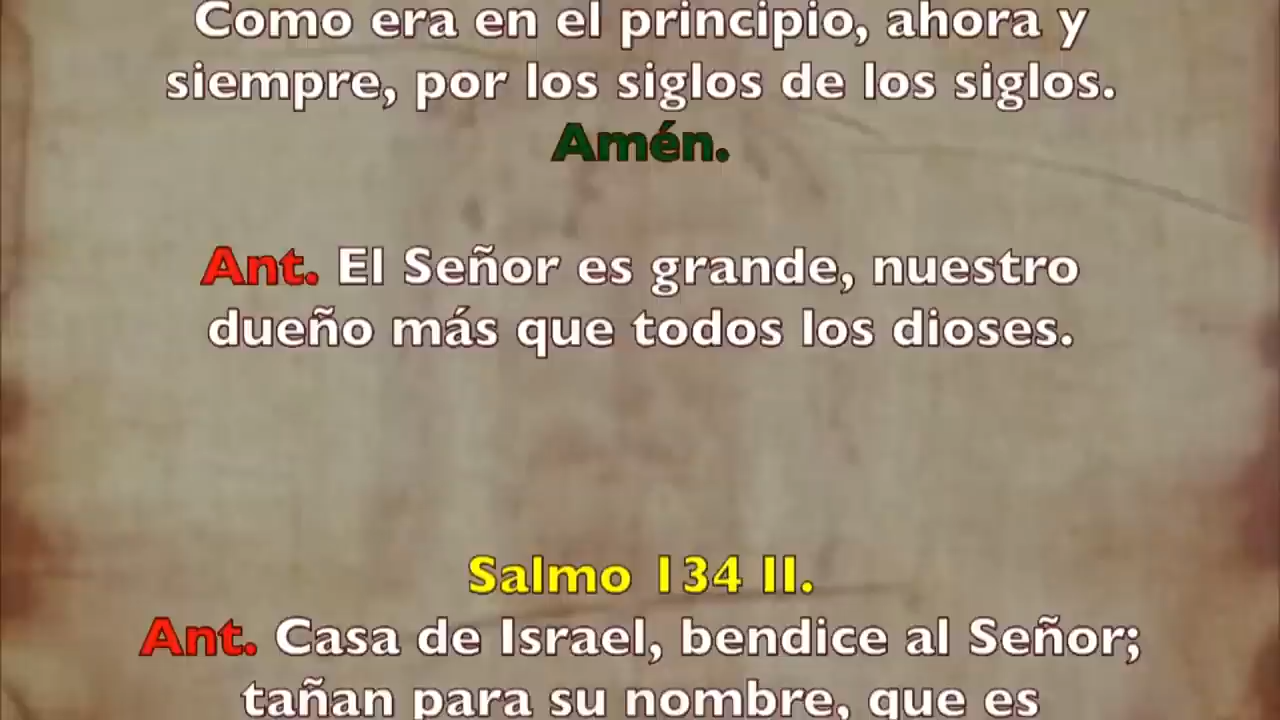 Como era en el principio, ahora y
siempre, por los siglos de los siglos.
Amén.
Ant. El Señor es grande, nuestro
dueño más que todos los dioses.
Salmo 134 II.
Ant. Casa de Israel, bendice al Señor;
tañan para su nombre, que es